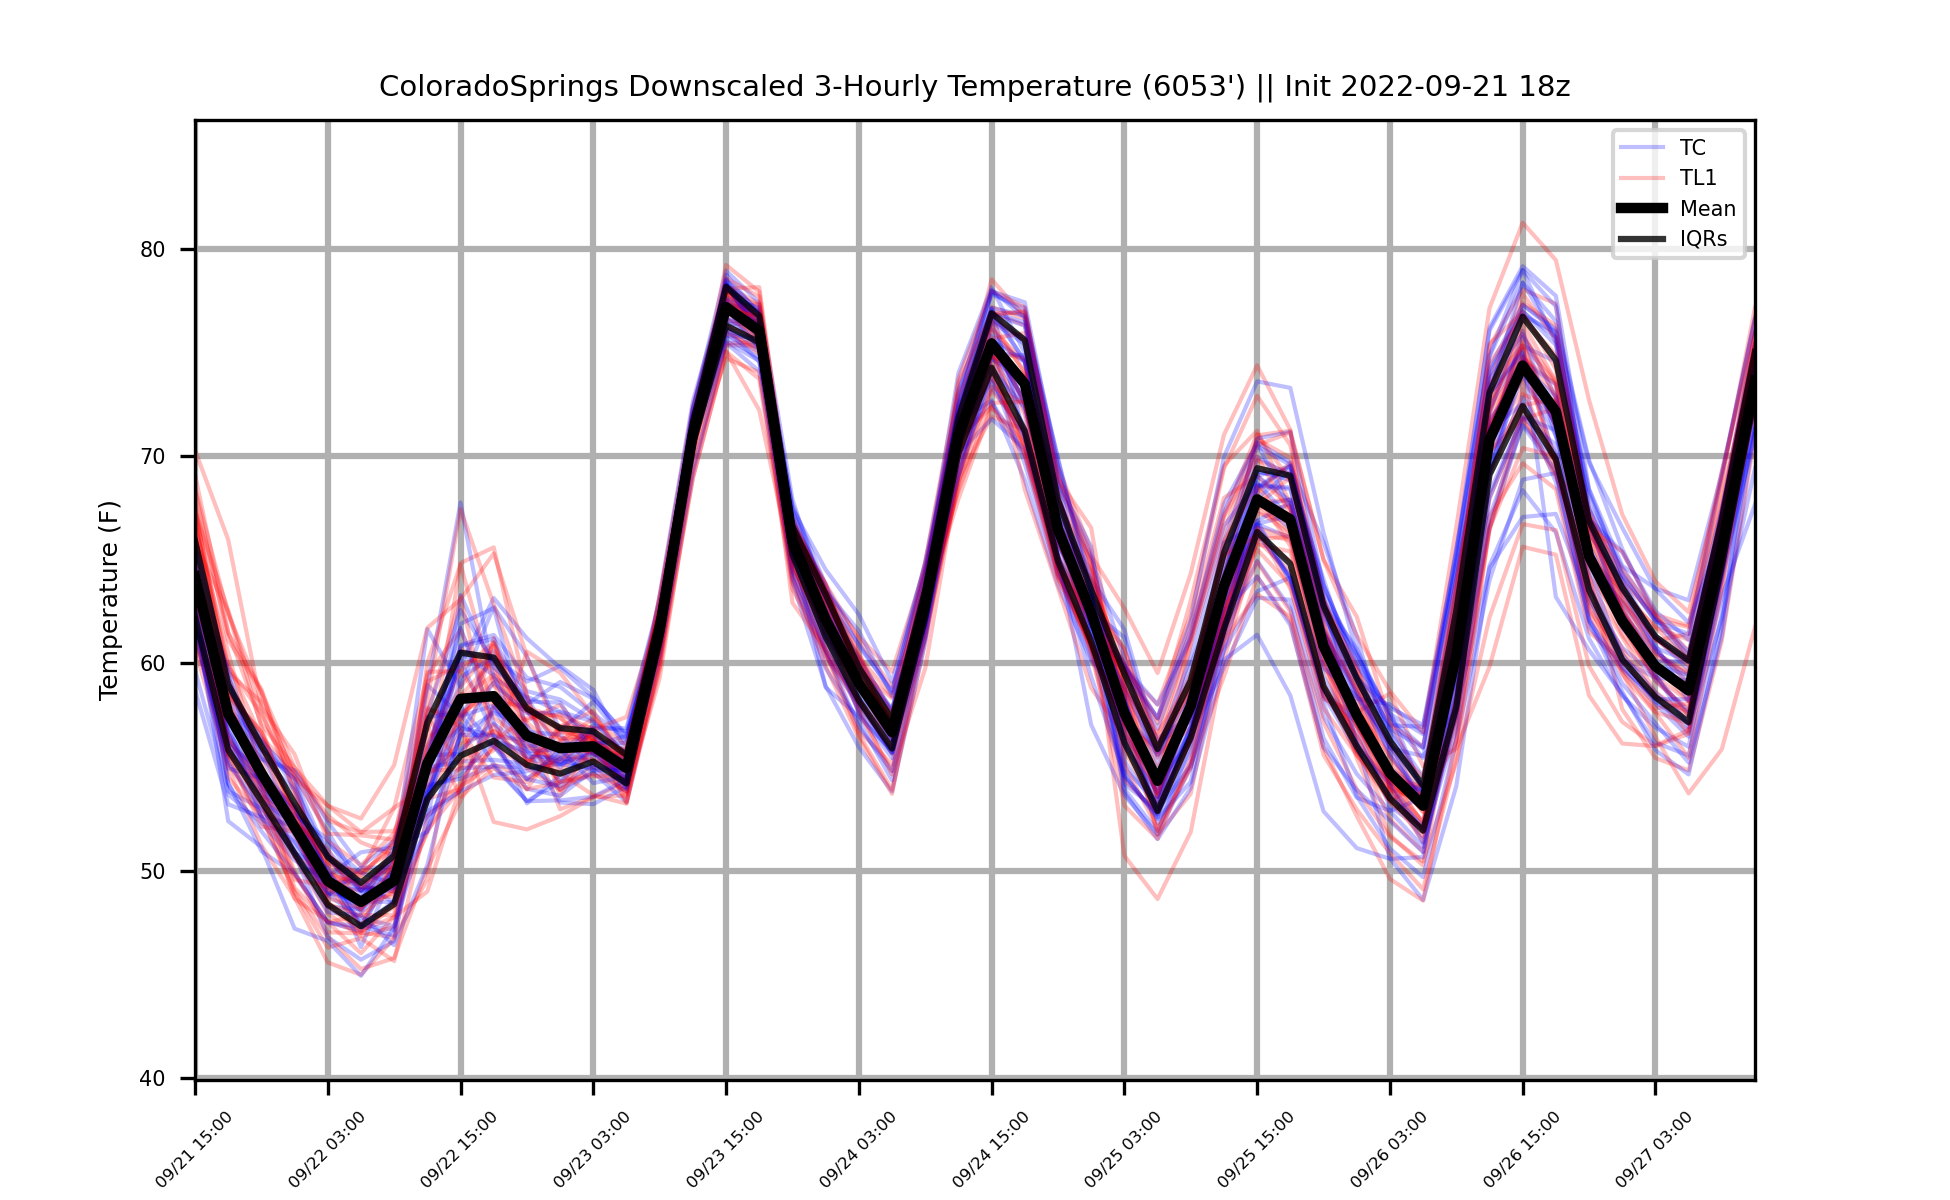 ColoradoSprings Downscaled 3-Hourly Temperature (6053') || Init 2022-09-21 18z
TC
TL1
Mean
IQRs
Temperature (F)
80
70
60
50
40
09/21 15:00
09/22 03:00
09/22 15:00
09/23 03:00
09/23 15:00
09/24 03:00
09/24 15:00
09/25 03:00
09/25 15:00
09/26 03:00
09/26 15:00
09/27 03:00